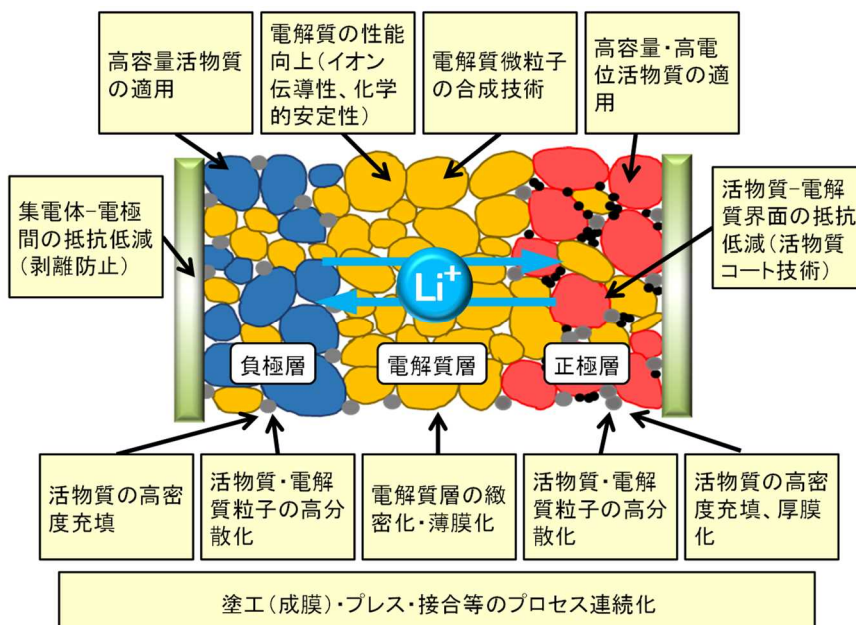 高容量活物質
の適用
電解質の性能
向上(イオン
伝導性、化学
的安定性)
電解質微粒子
の合成技術
高容量・高電
位活物質の適
用
集電体-電極
間の抵抗低減
(剥離防止)
活物質-電解
質界面の抵抗
低減(活物質
コート技術)
Li+
負極層
電解質層
正極層
活物質の高密
度充填
活物質・電解
質粒子の高分
散化
電解質層の緻
密化・薄膜化
活物質・電解
質粒子の高分
散化
活物質の高密
度充填、厚膜
化
塗工(成膜)・プレス・接合等のプロセス連続化